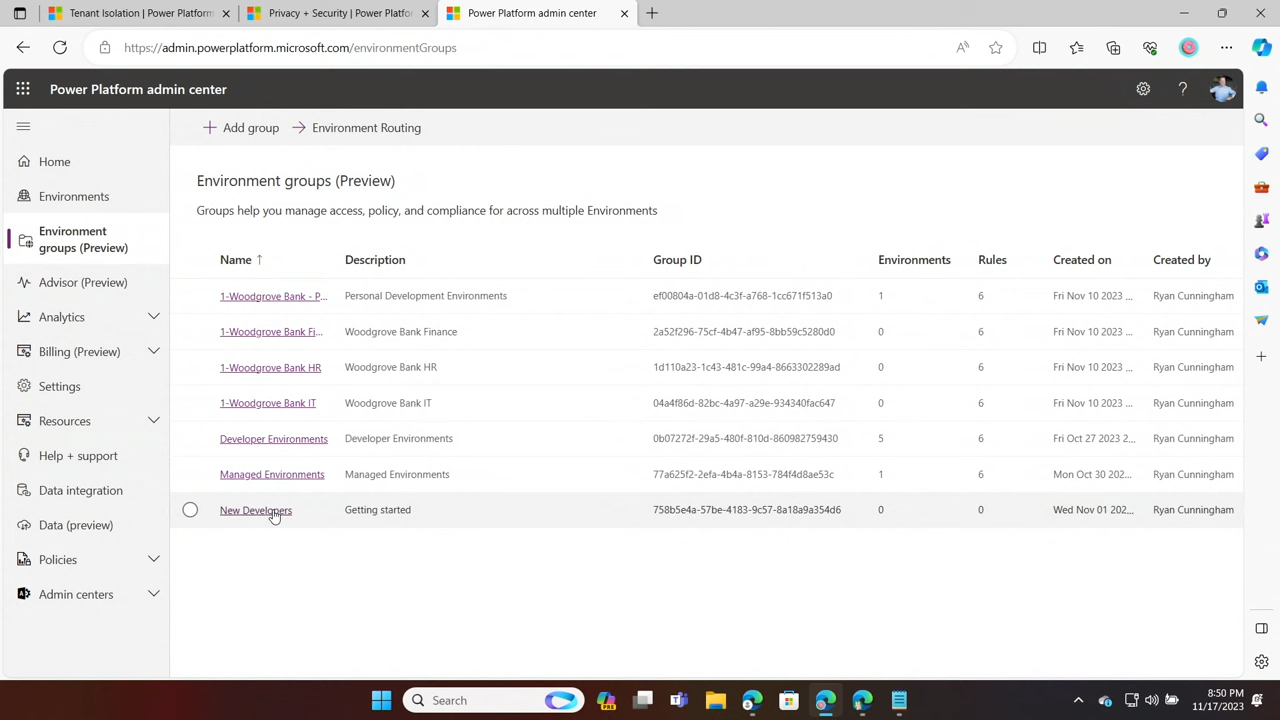 Tenant Isolation | Power Platform
Privacy + Security | Power Platfor
Power Platform admin center
https://admin.powerplatform.microsoft.com/environmentGroups
Power Platform admin center
Add group
Environment Routing
Home
Environments
Environment
groups (Preview)
Advisor (Preview)
Analytics
Billing (Preview)
Settings
Resources
Help + support
Data integration
Data (preview)
Policies
Admin centers
Environment groups (Preview)
Groups help you manage access, policy, and compliance for across multiple Environments
Name ↑ Description Group ID Environments Rules Created on Created by
1-Woodgrove Bank - P... Personal Development Environments ef00804a-01d8-4c3f-a768-1cc671f513a0 1 6 Fri Nov 10 2023 ... Ryan Cunningham
1-Woodgrove Bank Fi... Woodgrove Bank Finance 2a52f296-75cf-4b47-af95-8bb59c5280d0 0 6 Fri Nov 10 2023 ... Ryan Cunningham
1-Woodgrove Bank HR Woodgrove Bank HR 1d110a23-1c43-481c-99a4-8663302289ad 0 6 Fri Nov 10 2023 ... Ryan Cunningham
1-Woodgrove Bank IT Woodgrove Bank IT 04a4f86d-82bc-4a97-a29e-934340fac647 0 6 Fri Nov 10 2023 ... Ryan Cunningham
Developer Environments Developer Environments 0b07272f-29a5-480f-810d-860982759430 5 6 Fri Oct 27 2023 2... Ryan Cunningham
Managed Environments Managed Environments 77a625f2-2efa-4b4a-8153-784f4d8ae53c 1 6 Mon Oct 30 202... Ryan Cunningham
New Developers Getting started 758b5e4a-57be-4183-9c57-8a18a9a354d6 0 0 Wed Nov 01 202... Ryan Cunningham
Search
PRE
8:50 PM
11/17/2023